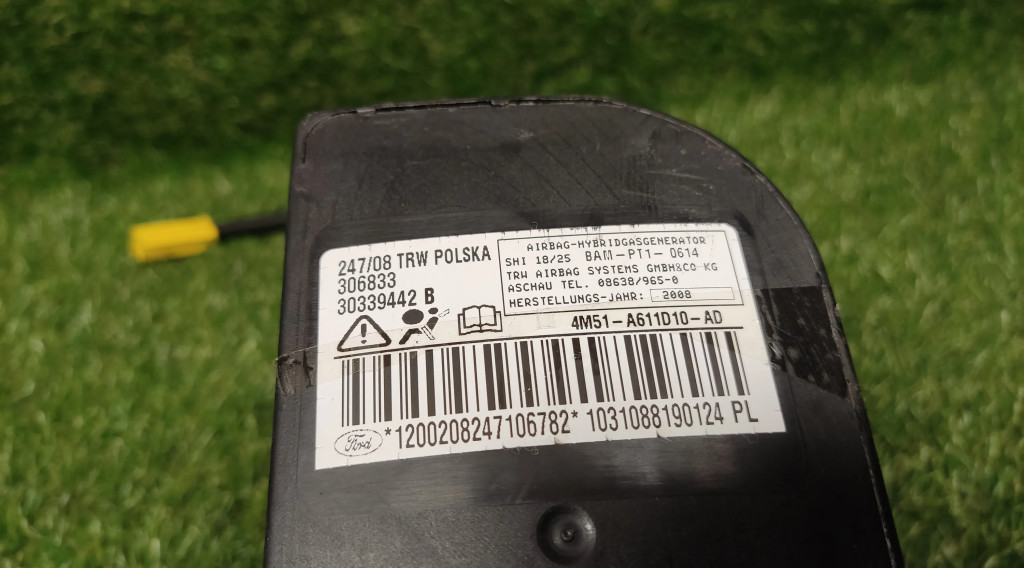 247/08 TRW POLSKA
306833
30339442 B
AIRBAG-HYBRIDGASGENERATOR
SHI 18/25 BAM-PT1-0614
TRW AIRBAG SYSTEMS GMBH&CO KG
ASCHAU TEL. 08638/965-0
HERSTELLUNGS-JAHR: 2008
4M51-A611D10-AD
Ford *1200208247106782* 1031088190124 PL